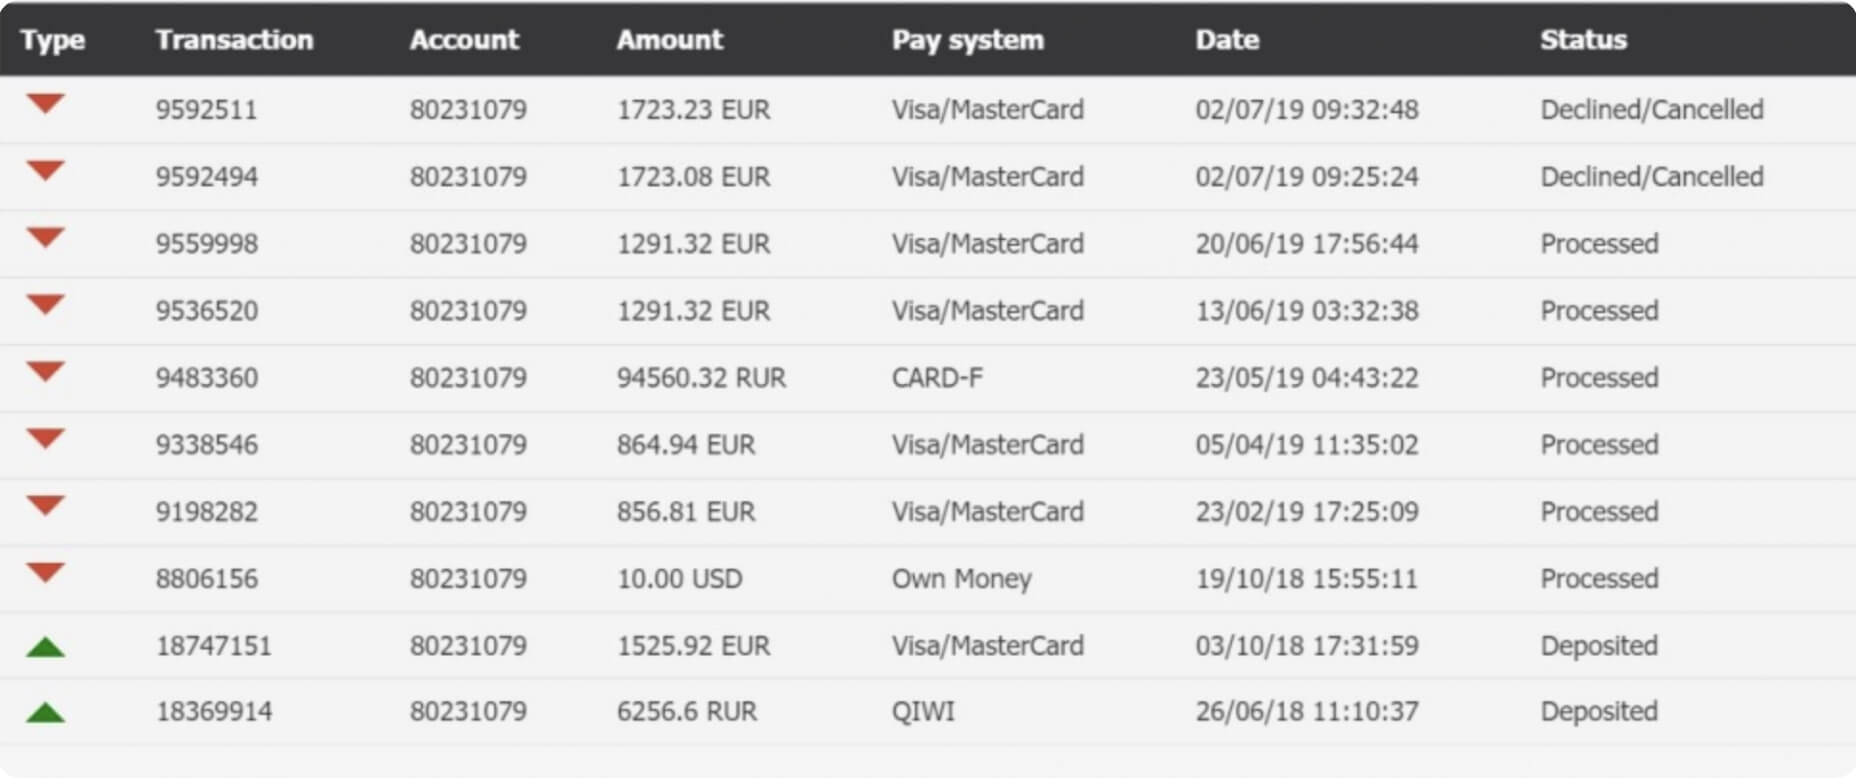 Type Transaction Account Amount Pay system Date Status
9592511 80231079 1723.23 EUR Visa/MasterCard 02/07/19 09:32:48 Declined/Cancelled
9592494 80231079 1723.08 EUR Visa/MasterCard 02/07/19 09:25:24 Declined/Cancelled
9559998 80231079 1291.32 EUR Visa/MasterCard 20/06/19 17:56:44 Processed
9536520 80231079 1291.32 EUR Visa/MasterCard 13/06/19 03:32:38 Processed
9483360 80231079 94560.32 RUR CARD-F 23/05/19 04:43:22 Processed
9338546 80231079 864.94 EUR Visa/MasterCard 05/04/19 11:35:02 Processed
9198282 80231079 856.81 EUR Visa/MasterCard 23/02/19 17:25:09 Processed
8806156 80231079 10.00 USD Own Money 19/10/18 15:55:11 Processed
18747151 80231079 1525.92 EUR Visa/MasterCard 03/10/18 17:31:59 Deposited
18369914 80231079 6256.6 RUR QIWI 26/06/18 11:10:37 Deposited